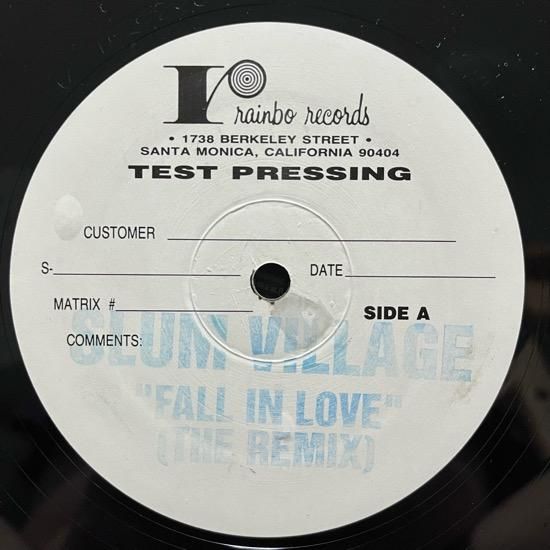 r
rainbo records
• 1738 BERKELEY STREET •
SANTA MONICA, CALIFORNIA 90404
TEST PRESSING
CUSTOMER
S- DATE
MATRIX # SIDE A
COMMENTS:
SLUM VILLAGE
"FALL IN LOVE"
(THE REMIX)